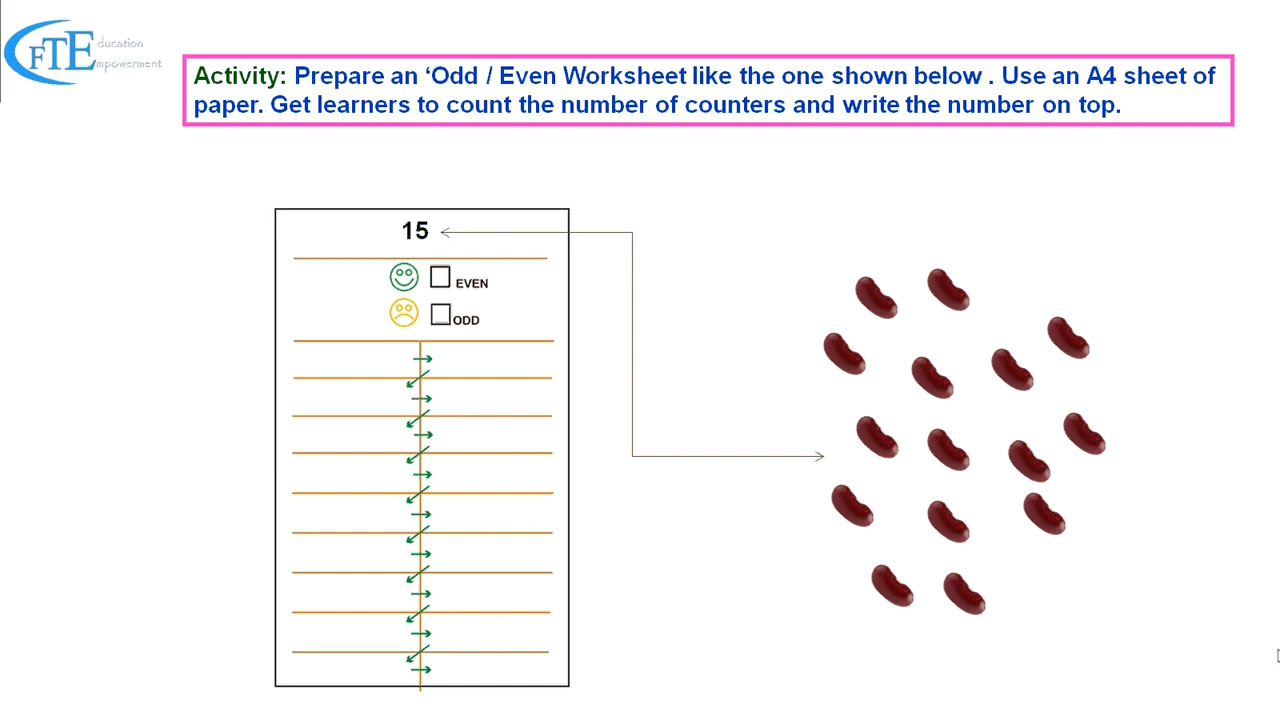 CFTE
ducation
mpowerment
Activity: Prepare an ‘Odd / Even Worksheet like the one shown below . Use an A4 sheet of
paper. Get learners to count the number of counters and write the number on top.
15
EVEN
ODD